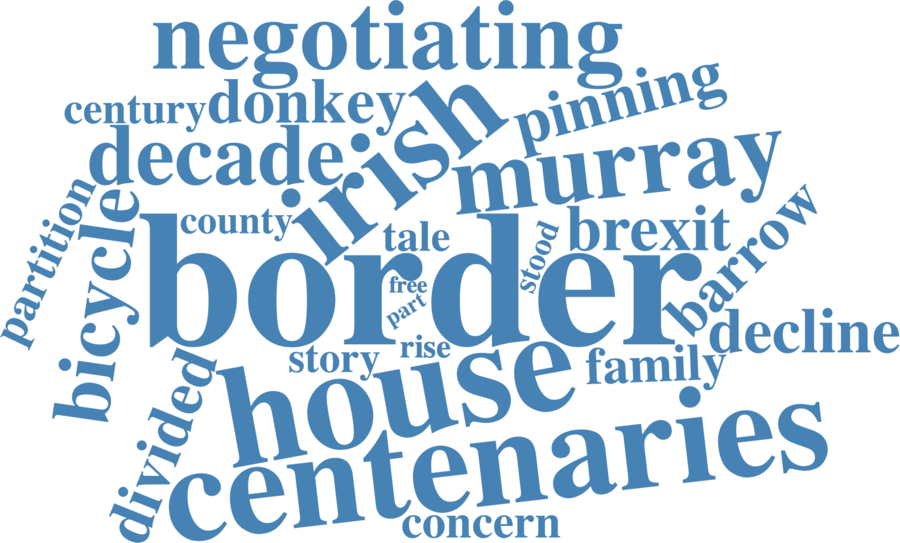 negotiating
century
donkey
pinning
decade
irish
murray
partition
bicycle
county
tale
stood
brexit
border
free
part
barrow
decline
story
rise
family
house
divided
centenaries
concern